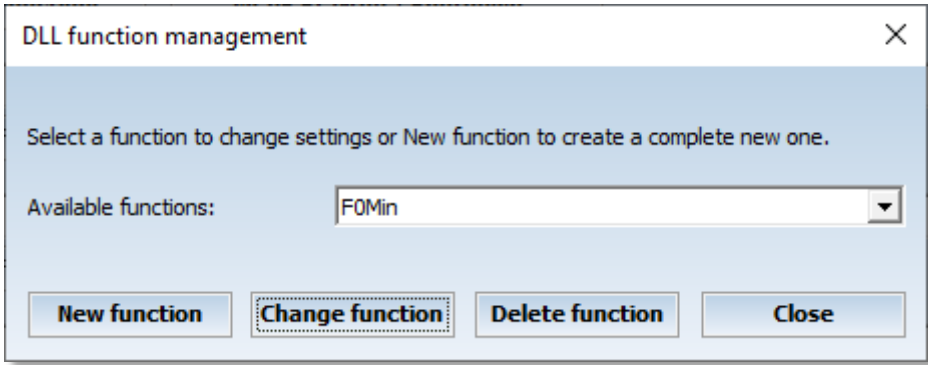 DLL function management
Select a function to change settings or New function to create a complete new one.
Available functions: F0Min
New function Change function Delete function Close